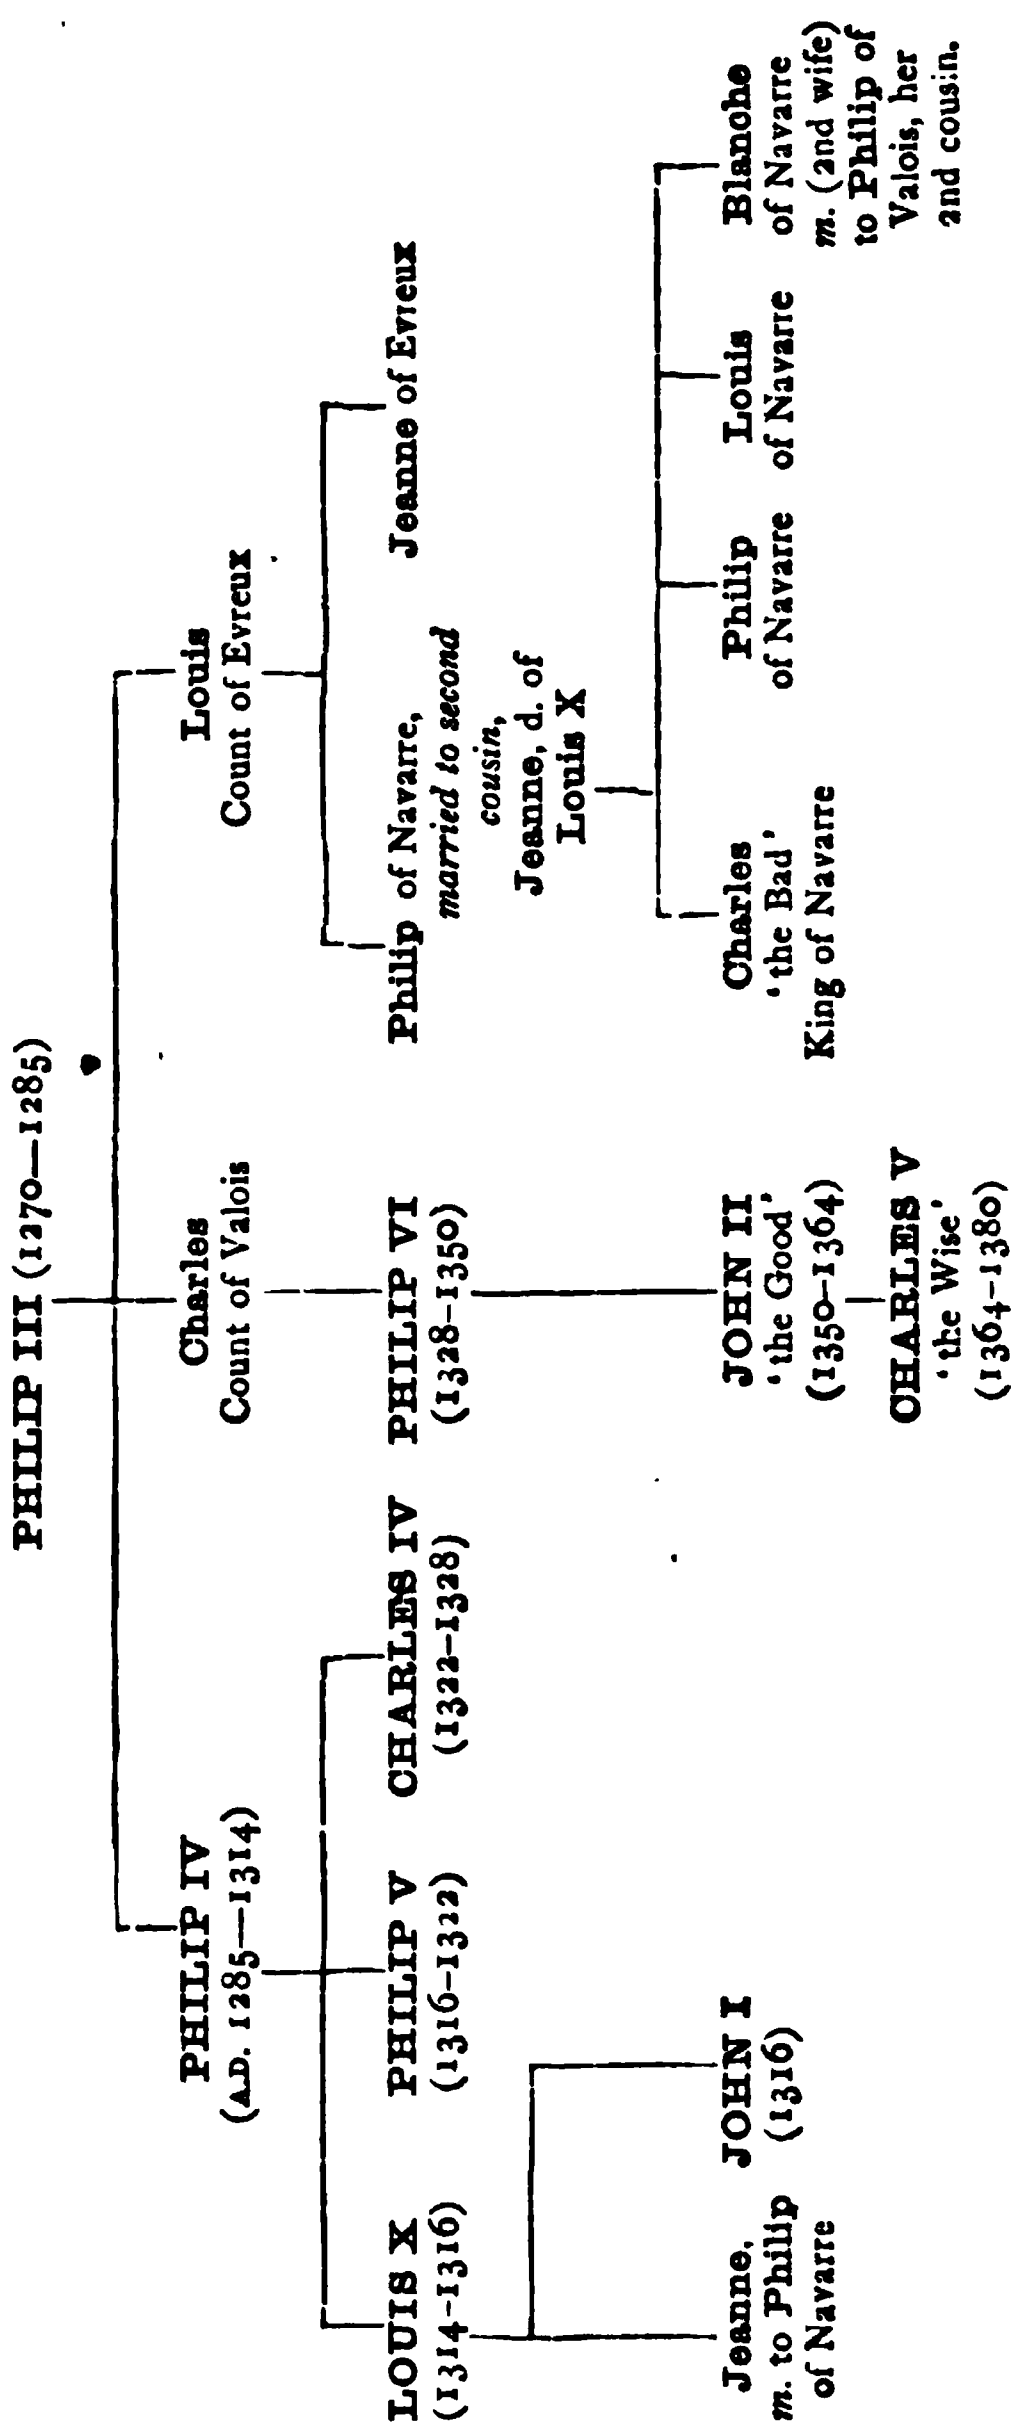 PHILIP III (1270—1285)
PHILIP IV
(A.D. 1285—1314)
Charles
Count of Valois
Louis
Count of Evreux
LOUIS X
(1314-1316)
PHILIP V
(1316-1322)
CHARLES IV
(1322-1328)
PHILIP VI
(1328-1350)
Philip of Navarre,
married to second
cousin,
Jeanne, d. of
Louis X
Jeanne of Evreux
Jeanne,
m. to Philip
of Navarre
JOHN I
(1316)
JOHN II
'the Good'
(1350-1364)
CHARLES V
'the Wise'
(1364-1380)
Charles
'the Bad'
King of Navarre
Philip
of Navarre
Louis
of Navarre
Blanche
of Navarre
m. (2nd wife)
to Philip of
Valois, her
2nd cousin.